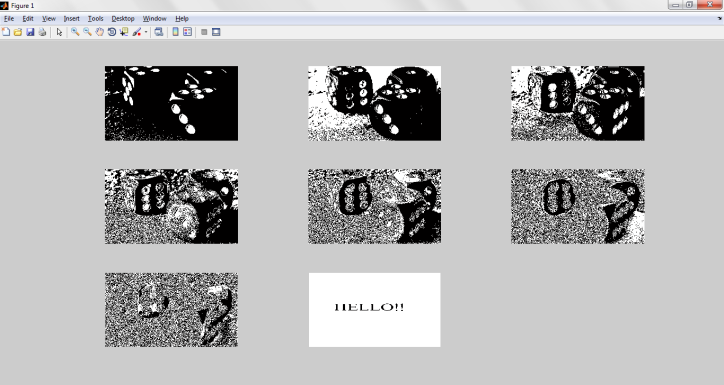 Figure 1
File Edit View Insert Tools Desktop Window Help
HELLO!!